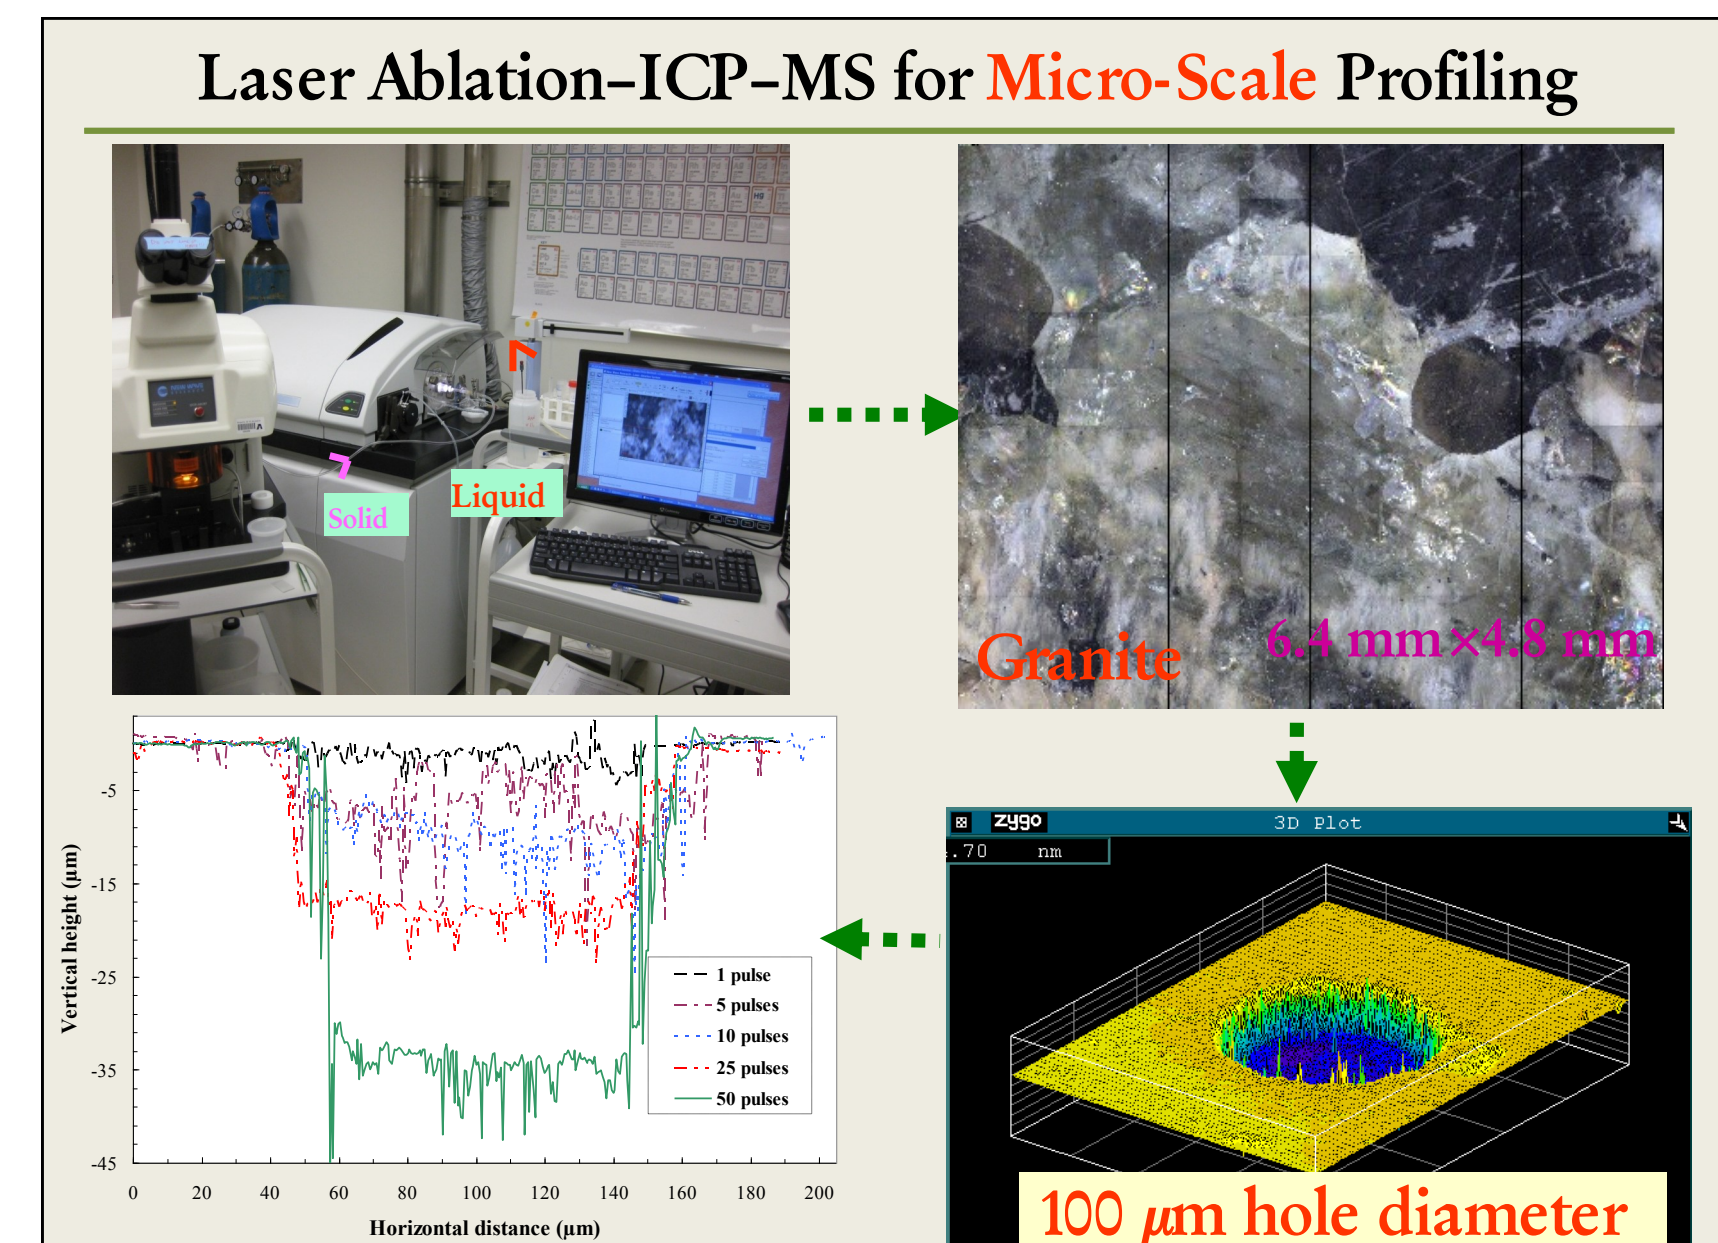 Laser Ablation–ICP–MS for Micro-Scale Profiling
Solid
Liquid
Granite
6.4 mm×4.8 mm
-5
-15
-25
-35
-45
Vertical height (µm)
1 pulse
5 pulses
10 pulses
25 pulses
50 pulses
0 20 40 60 80 100 120 140 160 180 200
Horizontal distance (µm)
zygo
3D Plot
.70 nm
100 µm hole diameter